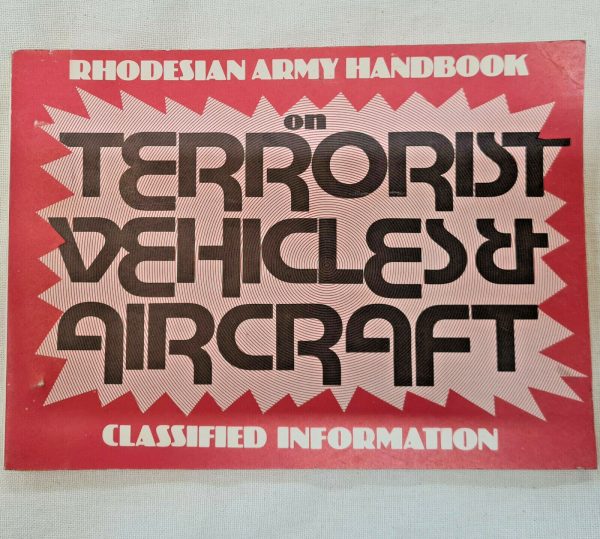 RHODESIAN ARMY HANDBOOK
on
TERRORIST
VEHICLES &
AIRCRAFT
CLASSIFIED INFORMATION